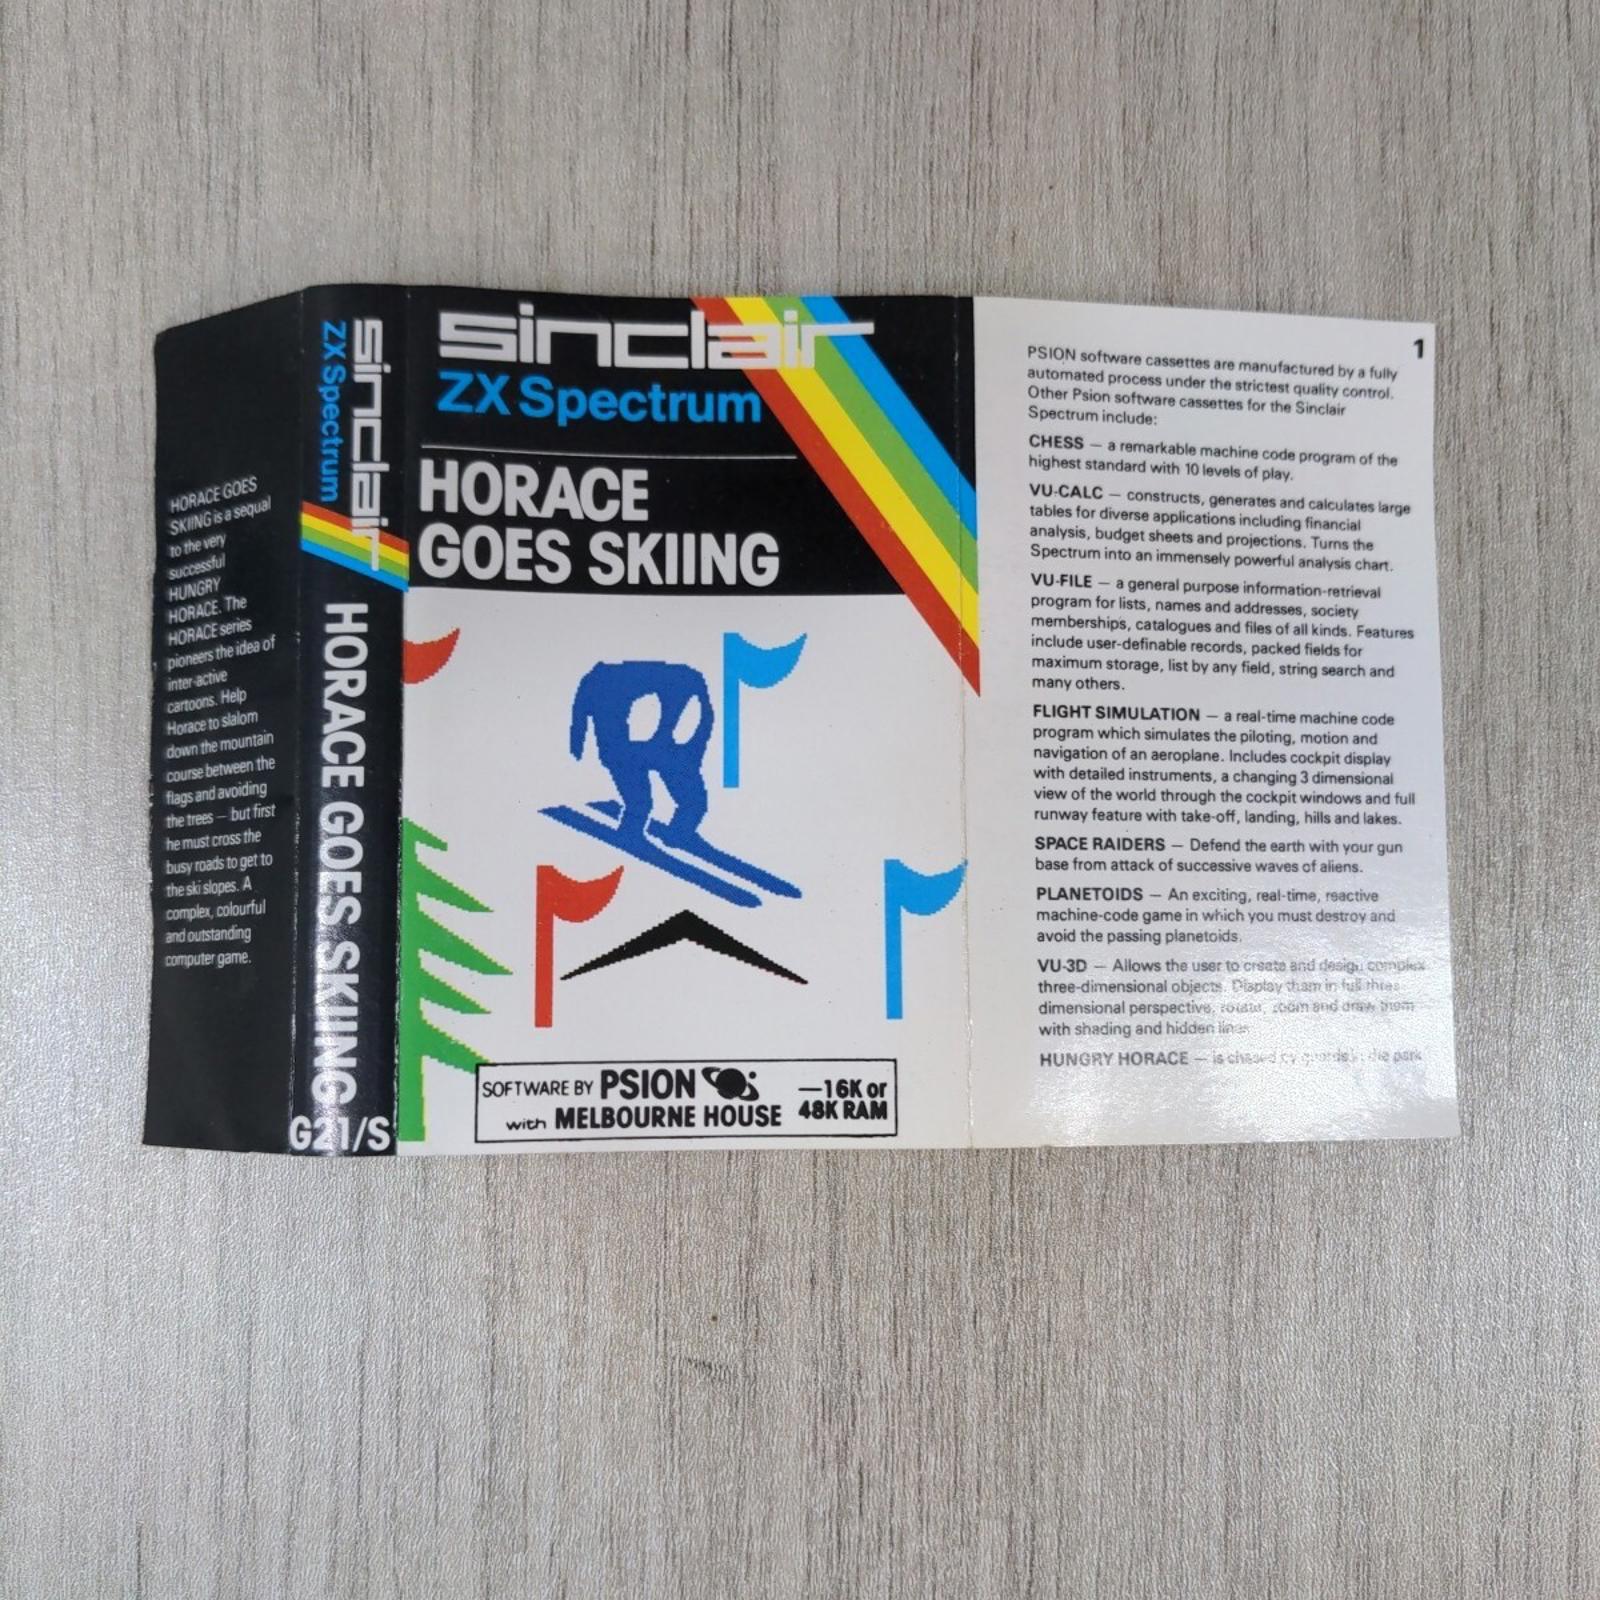 HORACE GOES
SKIING is a sequal
to the very
successful
HUNGRY
HORACE. The
HORACE series
pioneers the idea of
inter-active
cartoons. Help
Horace to slalom
down the mountain
course between the
flags and avoiding
the trees — but first
he must cross the
busy roads to get to
the ski slopes. A
complex, colourful
and outstanding
computer game.
sinclair
ZX Spectrum
HORACE GOES SKIING
G21/S
sinclair
ZX Spectrum
HORACE
GOES SKIING
SOFTWARE BY PSION
with MELBOURNE HOUSE
—16K or
48K RAM
1
PSION software cassettes are manufactured by a fully
automated process under the strictest quality control.
Other Psion software cassettes for the Sinclair
Spectrum include:
CHESS — a remarkable machine code program of the
highest standard with 10 levels of play.
VU-CALC — constructs, generates and calculates large
tables for diverse applications including financial
analysis, budget sheets and projections. Turns the
Spectrum into an immensely powerful analysis chart.
VU-FILE — a general purpose information-retrieval
program for lists, names and addresses, society
memberships, catalogues and files of all kinds. Features
include user-definable records, packed fields for
maximum storage, list by any field, string search and
many others.
FLIGHT SIMULATION — a real-time machine code
program which simulates the piloting, motion and
navigation of an aeroplane. Includes cockpit display
with detailed instruments, a changing 3 dimensional
view of the world through the cockpit windows and full
runway feature with take-off, landing, hills and lakes.
SPACE RAIDERS — Defend the earth with your gun
base from attack of successive waves of aliens.
PLANETOIDS — An exciting, real-time, reactive
machine-code game in which you must destroy and
avoid the passing planetoids.
VU-3D — Allows the user to create and design complex
three-dimensional objects. Display them in full three
dimensional perspective, rotate, zoom and draw them
with shading and hidden lines
HUNGRY HORACE — is chased by guards in the park